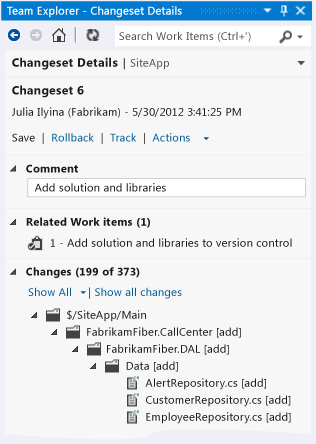 Team Explorer - Changeset Details
Search Work Items (Ctrl+')
Changeset Details | SiteApp
Changeset 6
Julia Ilyina (Fabrikam) - 5/30/2012 3:41:25 PM
Save | Rollback | Track | Actions
Comment
Add solution and libraries
Related Work items (1)
1 - Add solution and libraries to version control
Changes (199 of 373)
Show All | Show all changes
$/SiteApp/Main
FabrikamFiber.CallCenter [add]
FabrikamFiber.DAL [add]
Data [add]
AlertRepository.cs [add]
CustomerRepository.cs [add]
EmployeeRepository.cs [add]